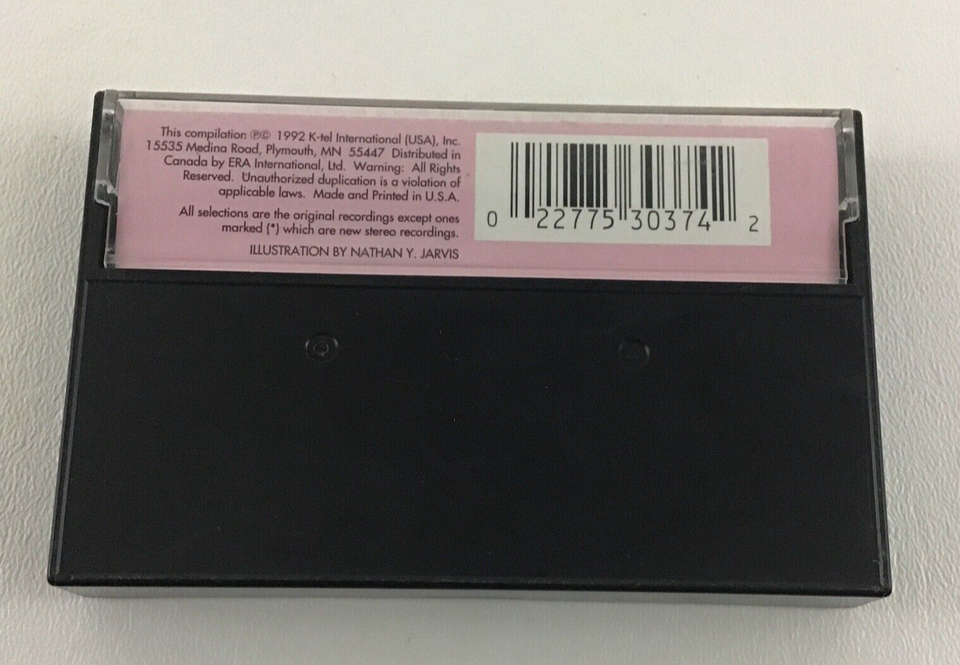 This compilation ℗© 1992 K-tel International (USA), Inc.
15535 Medina Road, Plymouth, MN 55447 Distributed in
Canada by ERA International, Ltd. Warning: All Rights
Reserved. Unauthorized duplication is a violation of
applicable laws. Made and Printed in U.S.A.
All selections are the original recordings except ones
marked (*) which are new stereo recordings.
ILLUSTRATION BY NATHAN Y. JARVIS
0 22775 30374 2